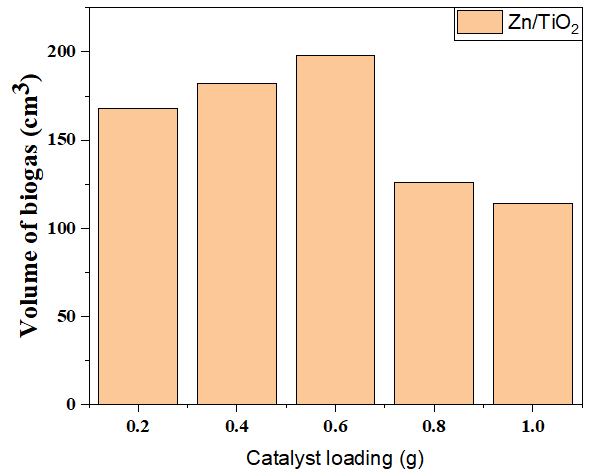 Zn/TiO₂
Volume of biogas (cm³)
200
150
100
50
0
0.2 0.4 0.6 0.8 1.0
Catalyst loading (g)